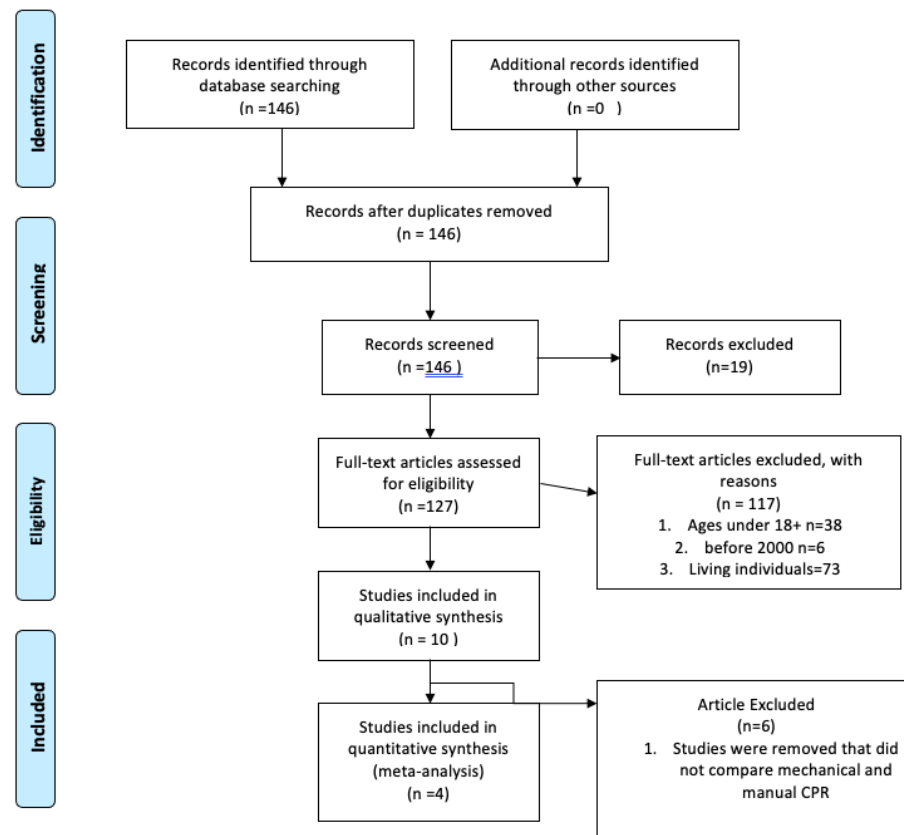 Identification
Records identified through
database searching
(n =146)
Additional records identified
through other sources
(n =0   )
Records after duplicates removed
(n = 146)
Screening
Records screened
(n =146 )
Records excluded
(n=19)
Eligibility
Full-text articles assessed
for eligibility
(n =127)
Full-text articles excluded, with
reasons
(n = 117)
1. Ages under 18+ n=38
2. before 2000 n=6
3. Living individuals=73
Studies included in
qualitative synthesis
(n = 10 )
Included
Studies included in
quantitative synthesis
(meta-analysis)
(n =4)
Article Excluded
(n=6)
1. Studies were removed that did
not compare mechanical and
manual CPR